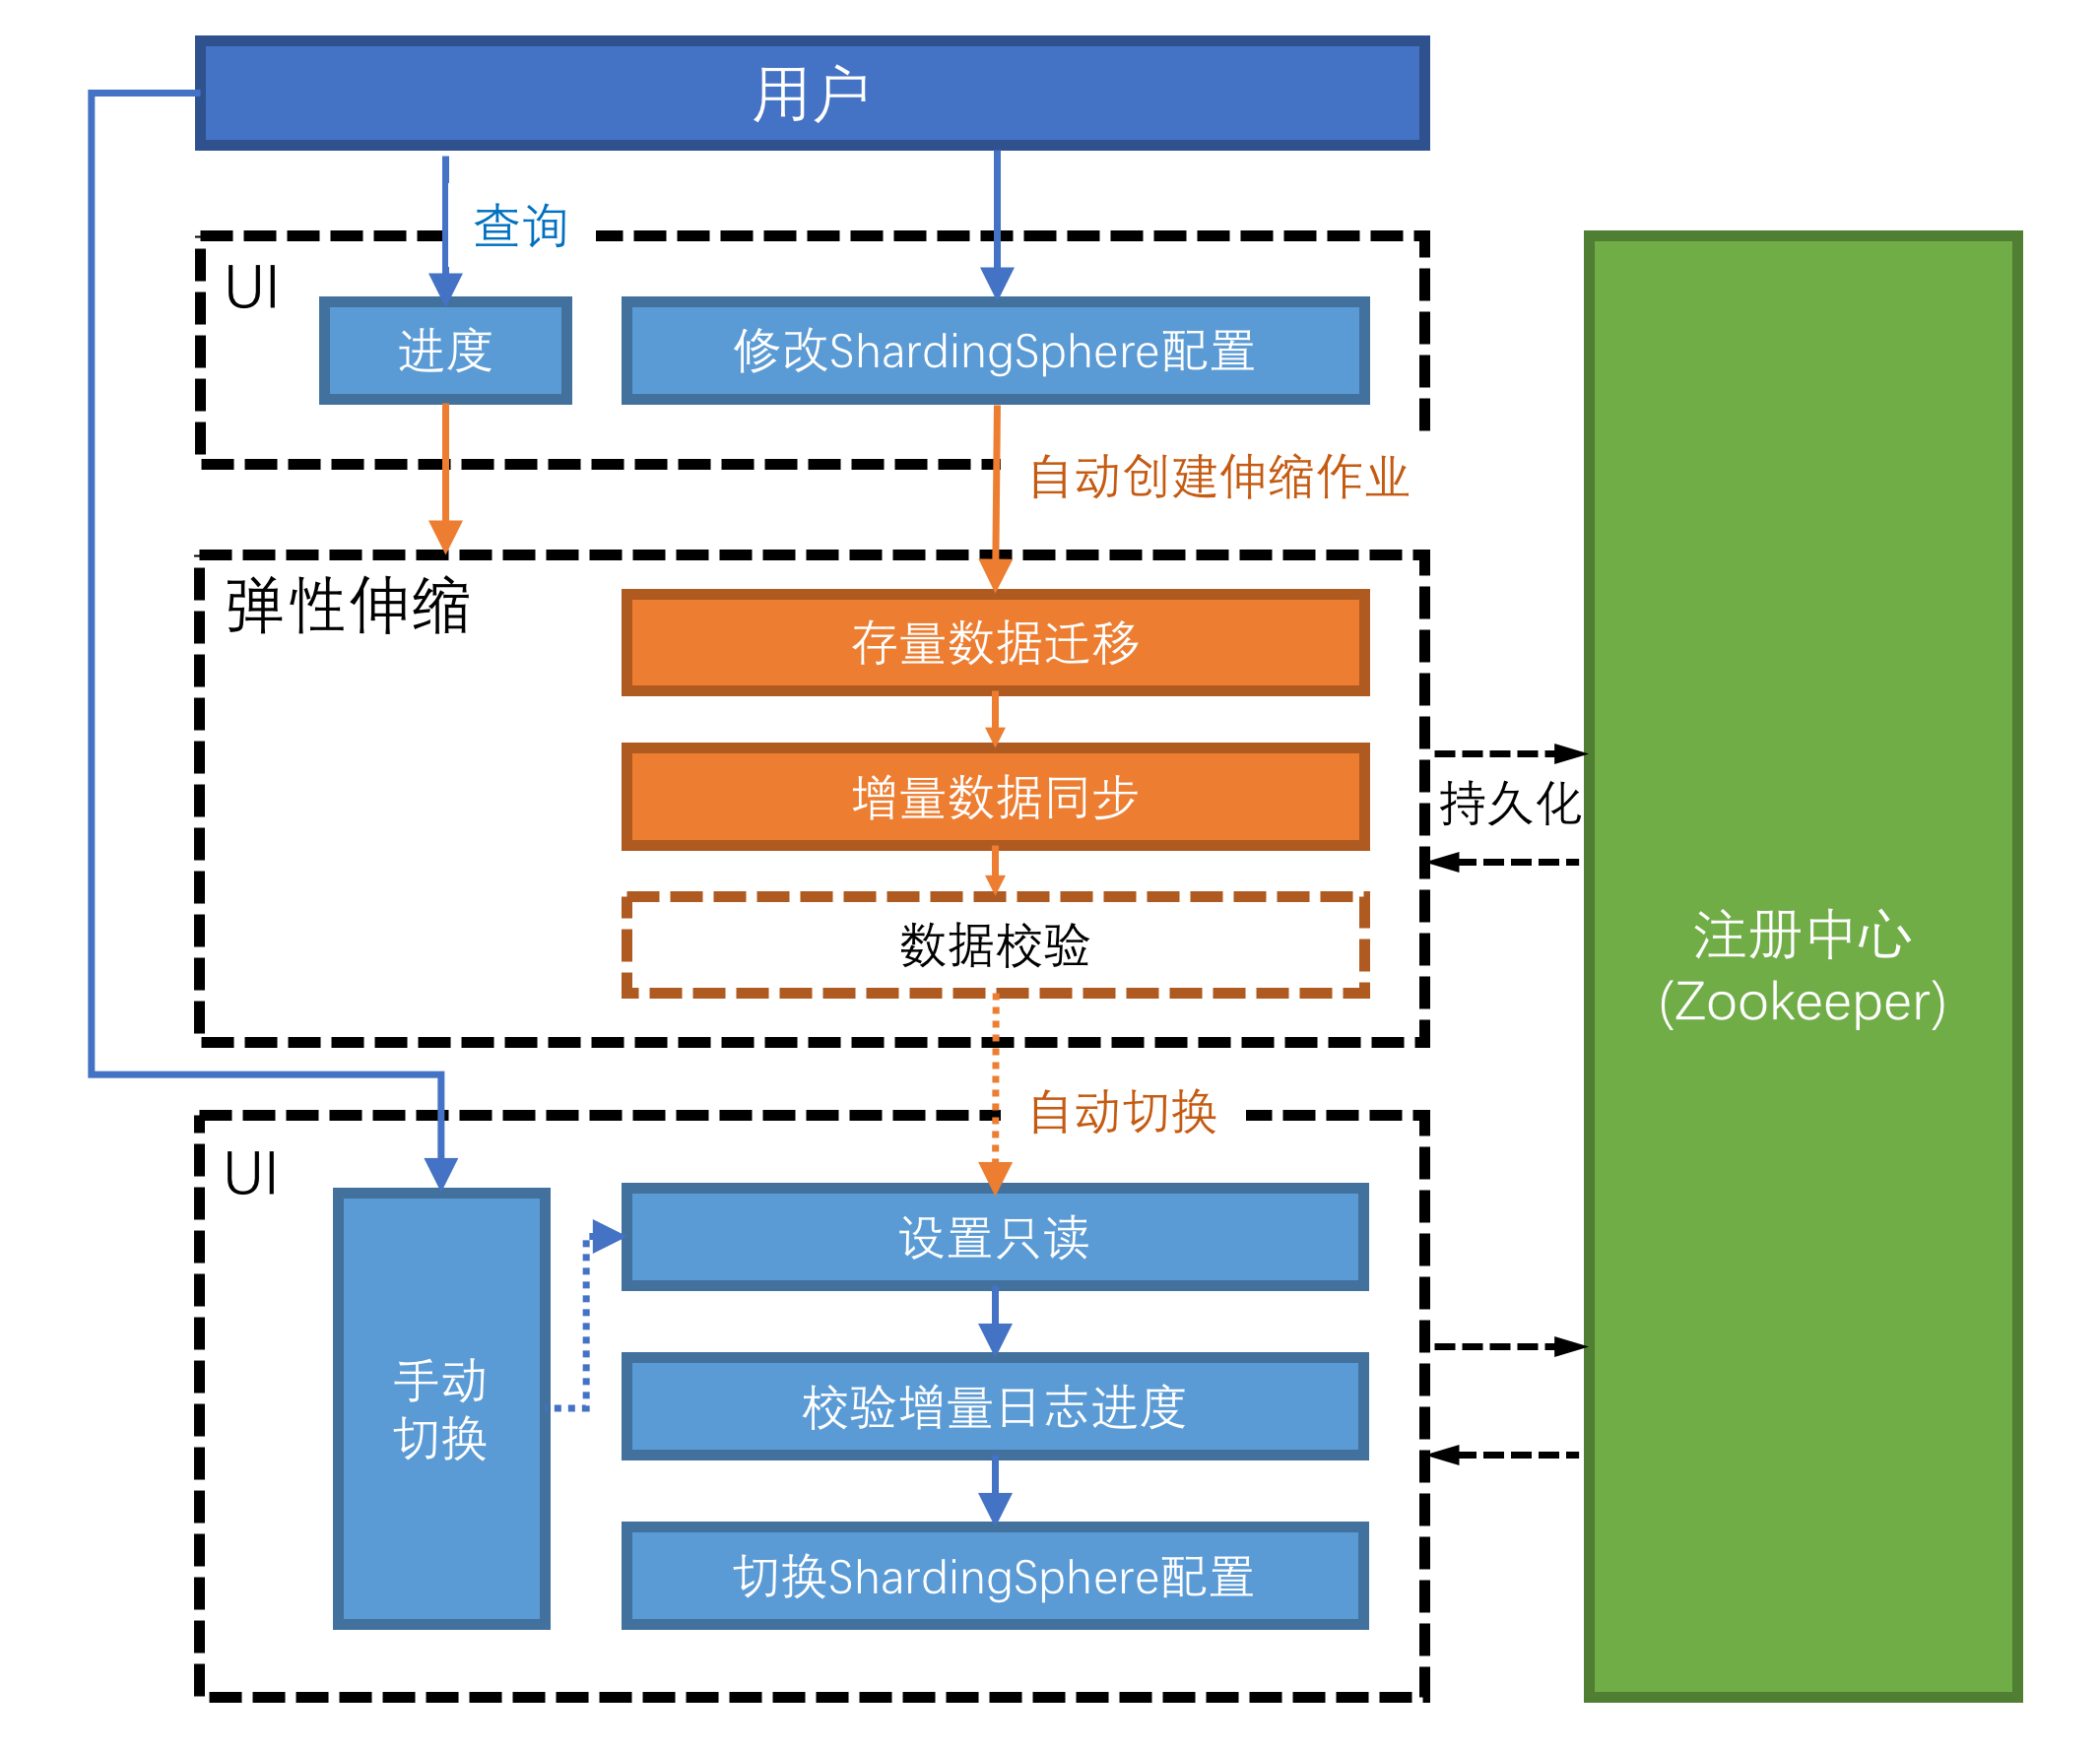 用户
查询
UI
进度
修改ShardingSphere配置
自动创建伸缩作业
弹性伸缩
存量数据迁移
增量数据同步
持久化
数据校验
注册中心
(Zookeeper)
自动切换
UI
设置只读
手动
切换
校验增量日志进度
切换ShardingSphere配置